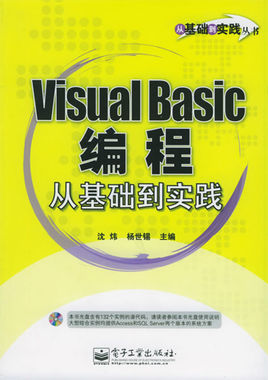 从基础到实践丛书
Visual Basic
编程
从基础到实践
沈 炜 杨世锡 主编
本书光盘含有132个实例的源代码，请读者参阅本书光盘使用说明
大型综合实例均提供Access和SQL Server两个版本的系统方案
电子工业出版社